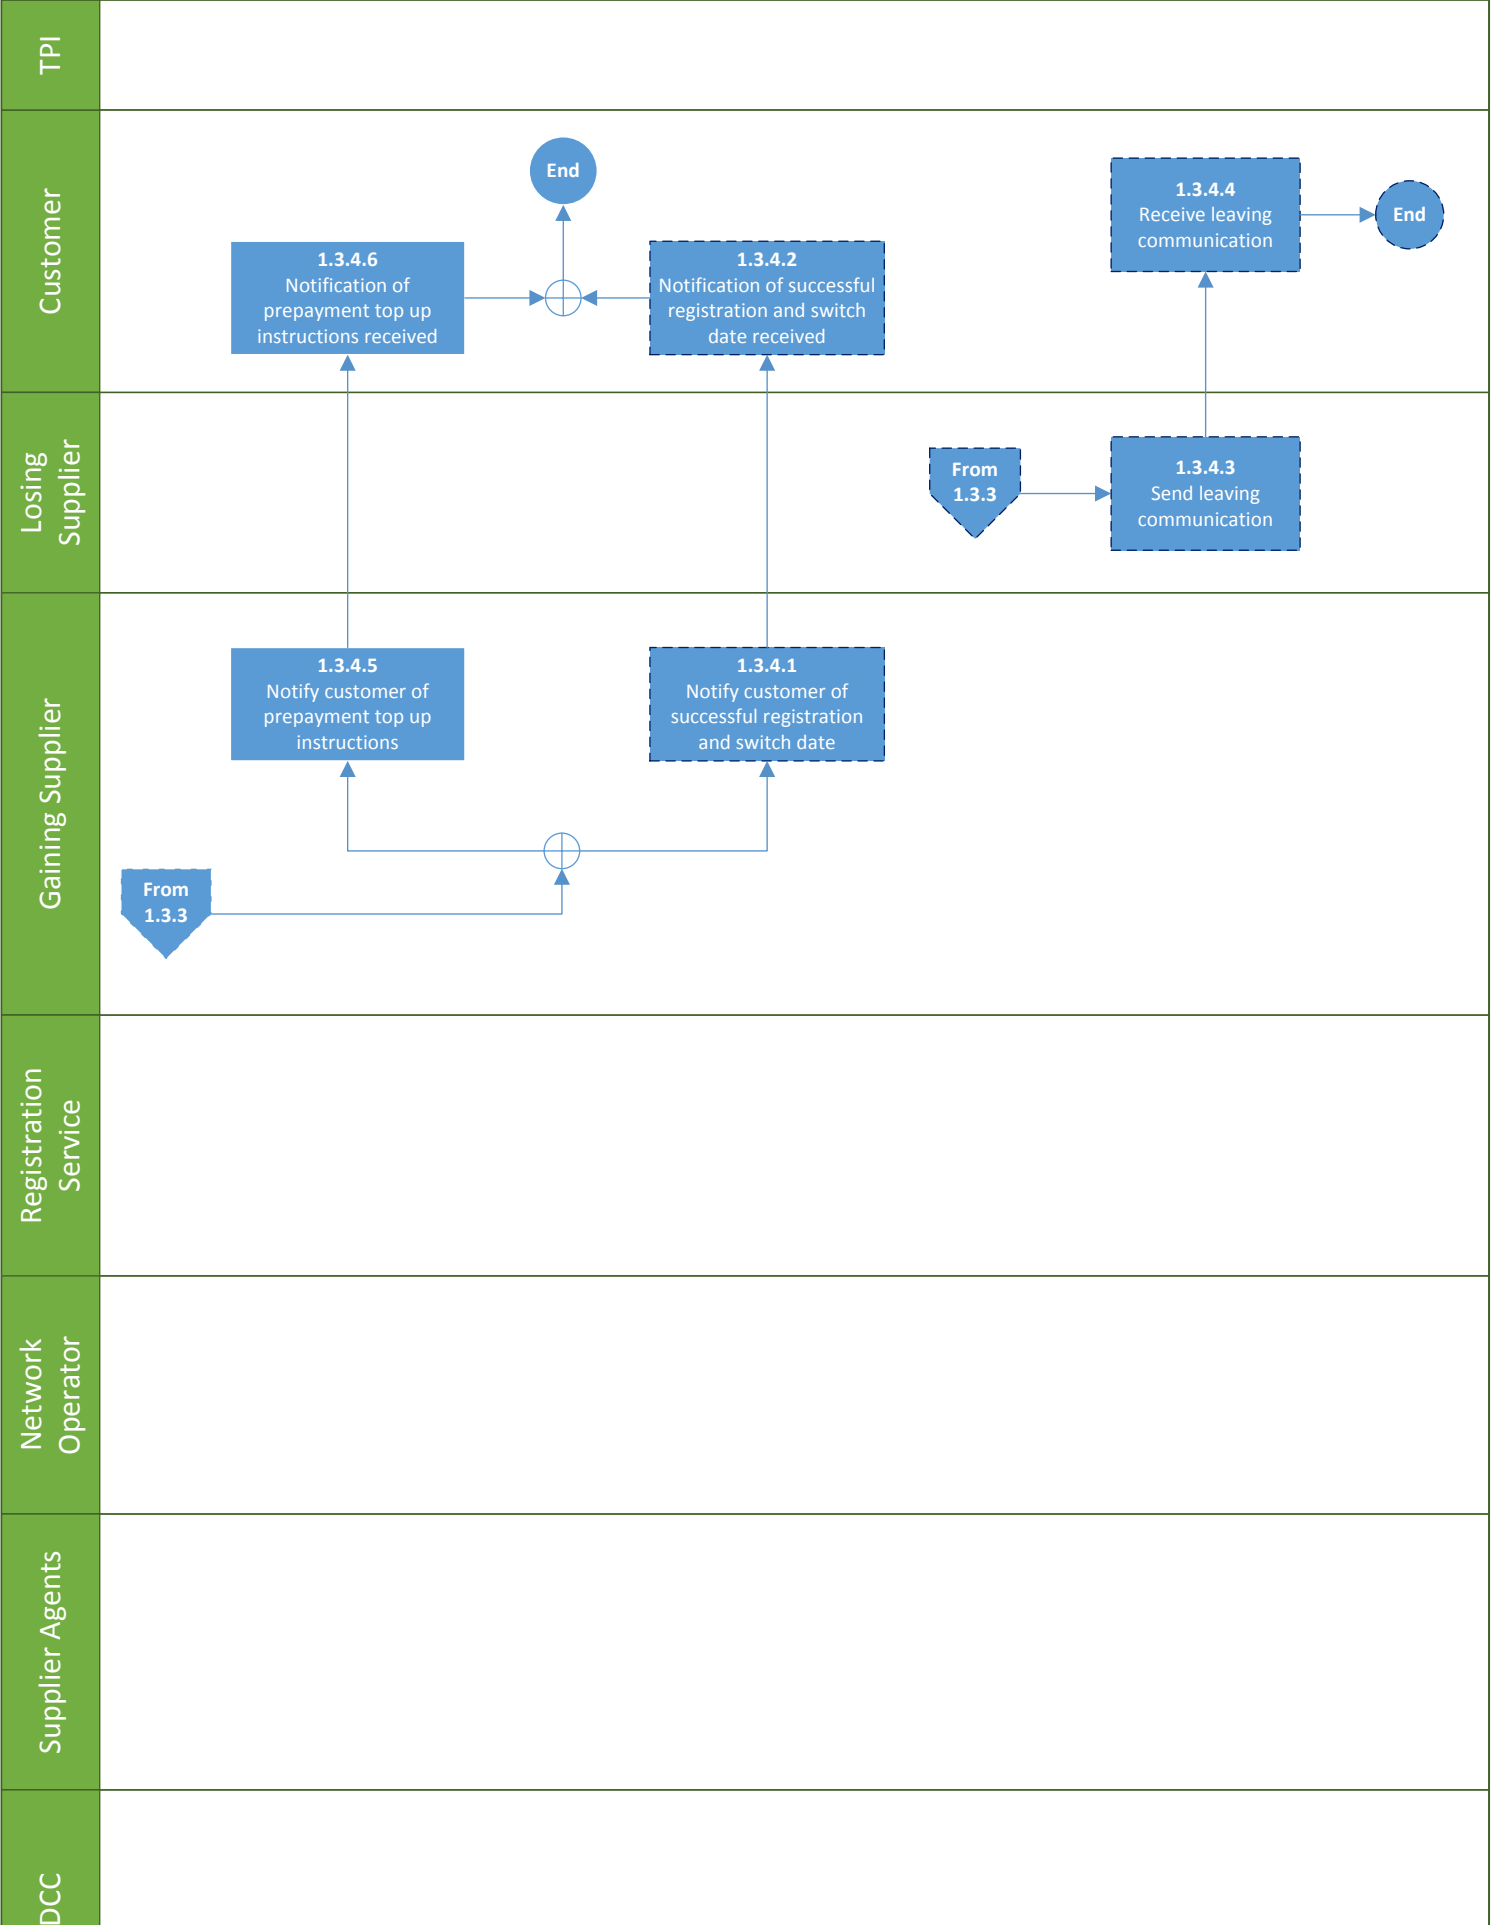 TPI
Customer
End
1.3.4.6
Notification of
prepayment top up
instructions received
1.3.4.2
Notification of successful
registration and switch
date received
1.3.4.4
Receive leaving
communication
End
Losing
Supplier
From
1.3.3
1.3.4.3
Send leaving
communication
Gaining Supplier
1.3.4.5
Notify customer of
prepayment top up
instructions
1.3.4.1
Notify customer of
successful registration
and switch date
From
1.3.3
Registration
Service
Network
Operator
Supplier Agents
DCC